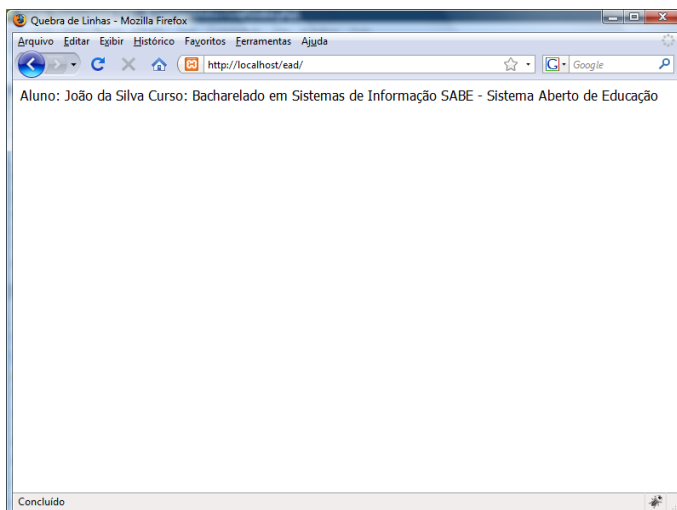 Quebra de Linhas - Mozilla Firefox
Arquivo Editar Exibir Histórico Favoritos Ferramentas Ajuda
http://localhost/ead/ G Google
Aluno: João da Silva Curso: Bacharelado em Sistemas de Informação SABE - Sistema Aberto de Educação
Concluído